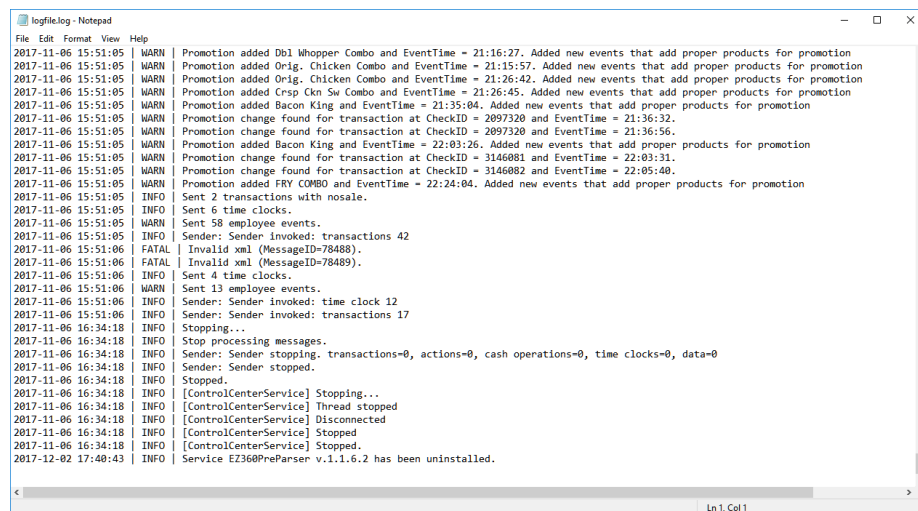 logfile.log - Notepad
File Edit Format View Help
2017-11-06 15:51:05 | WARN | Promotion added Dbl Whopper Combo and EventTime = 21:16:27. Added new events that add proper products for promotion
2017-11-06 15:51:05 | WARN | Promotion added Orig. Chicken Combo and EventTime = 21:15:57. Added new events that add proper products for promotion
2017-11-06 15:51:05 | WARN | Promotion added Orig. Chicken Combo and EventTime = 21:26:42. Added new events that add proper products for promotion
2017-11-06 15:51:05 | WARN | Promotion added Crsp Ckn Sw Combo and EventTime = 21:26:45. Added new events that add proper products for promotion
2017-11-06 15:51:05 | WARN | Promotion added Bacon King and EventTime = 21:35:04. Added new events that add proper products for promotion
2017-11-06 15:51:05 | WARN | Promotion change found for transaction at CheckID = 2097320 and EventTime = 21:36:32.
2017-11-06 15:51:05 | WARN | Promotion change found for transaction at CheckID = 2097320 and EventTime = 21:36:56.
2017-11-06 15:51:05 | WARN | Promotion added Bacon King and EventTime = 22:03:26. Added new events that add proper products for promotion
2017-11-06 15:51:05 | WARN | Promotion change found for transaction at CheckID = 3146081 and EventTime = 22:03:31.
2017-11-06 15:51:05 | WARN | Promotion change found for transaction at CheckID = 3146082 and EventTime = 22:05:40.
2017-11-06 15:51:05 | WARN | Promotion added FRY COMBO and EventTime = 22:24:04. Added new events that add proper products for promotion
2017-11-06 15:51:05 | INFO | Sent 2 transactions with nosale.
2017-11-06 15:51:05 | INFO | Sent 6 time clocks.
2017-11-06 15:51:05 | WARN | Sent 58 employee events.
2017-11-06 15:51:05 | INFO | Sender: Sender invoked: transactions 42
2017-11-06 15:51:06 | FATAL | Invalid xml (MessageID=78488).
2017-11-06 15:51:06 | FATAL | Invalid xml (MessageID=78489).
2017-11-06 15:51:06 | INFO | Sent 4 time clocks.
2017-11-06 15:51:06 | WARN | Sent 13 employee events.
2017-11-06 15:51:06 | INFO | Sender: Sender invoked: time clock 12
2017-11-06 15:51:06 | INFO | Sender: Sender invoked: transactions 17
2017-11-06 16:34:18 | INFO | Stopping...
2017-11-06 16:34:18 | INFO | Stop processing messages.
2017-11-06 16:34:18 | INFO | Sender: Sender stopping. transactions=0, actions=0, cash operations=0, time clocks=0, data=0
2017-11-06 16:34:18 | INFO | Sender: Sender stopped.
2017-11-06 16:34:18 | INFO | Stopped.
2017-11-06 16:34:18 | INFO | [ControlCenterService] Stopping...
2017-11-06 16:34:18 | INFO | [ControlCenterService] Thread stopped
2017-11-06 16:34:18 | INFO | [ControlCenterService] Disconnected
2017-11-06 16:34:18 | INFO | [ControlCenterService] Stopped
2017-11-06 16:34:18 | INFO | [ControlCenterService] Stopped.
2017-12-02 17:40:43 | INFO | Service EZ360PreParser v.1.1.6.2 has been uninstalled.
Ln 1, Col 1